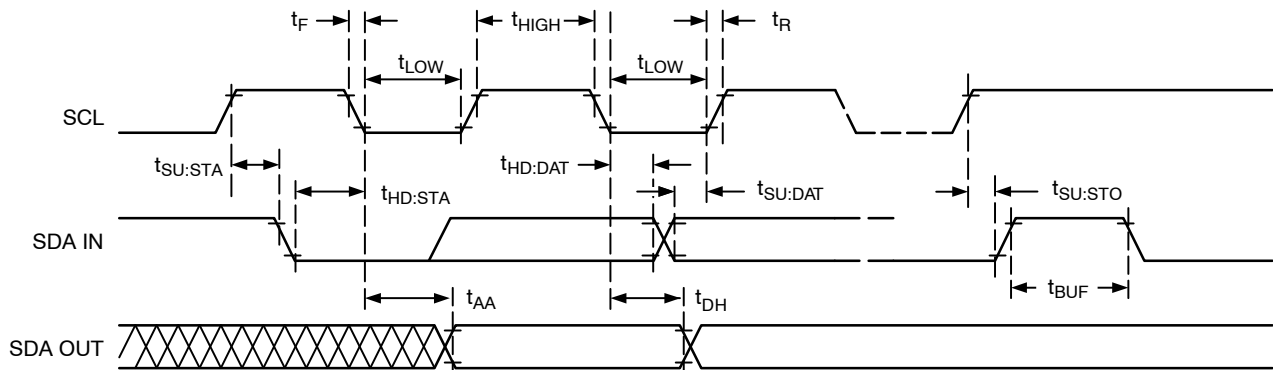 tF
tHIGH
tR
tLOW
tLOW
SCL
tSU:STA
tHD:STA
tHD:DAT
tSU:DAT
tSU:STO
SDA IN
tAA
tDH
tBUF
SDA OUT